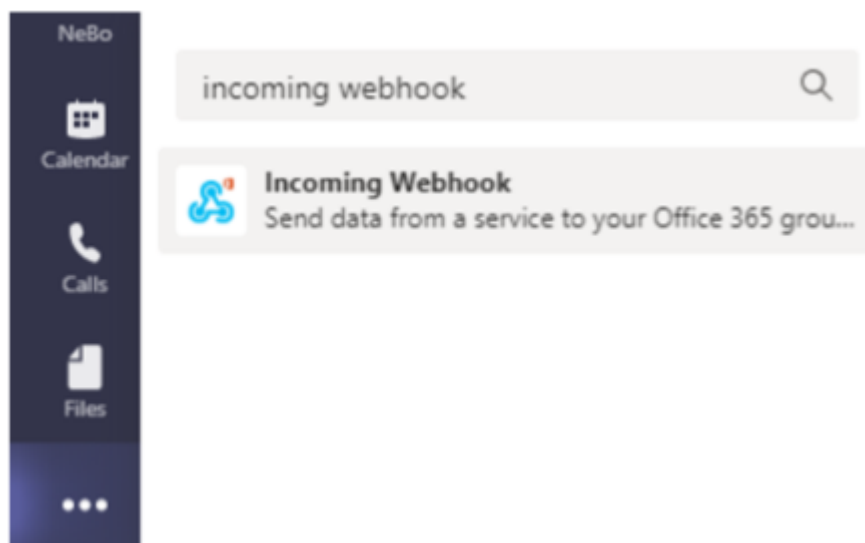 NeBo
Calendar
Calls
Files
incoming webhook
Incoming Webhook
Send data from a service to your Office 365 grou...